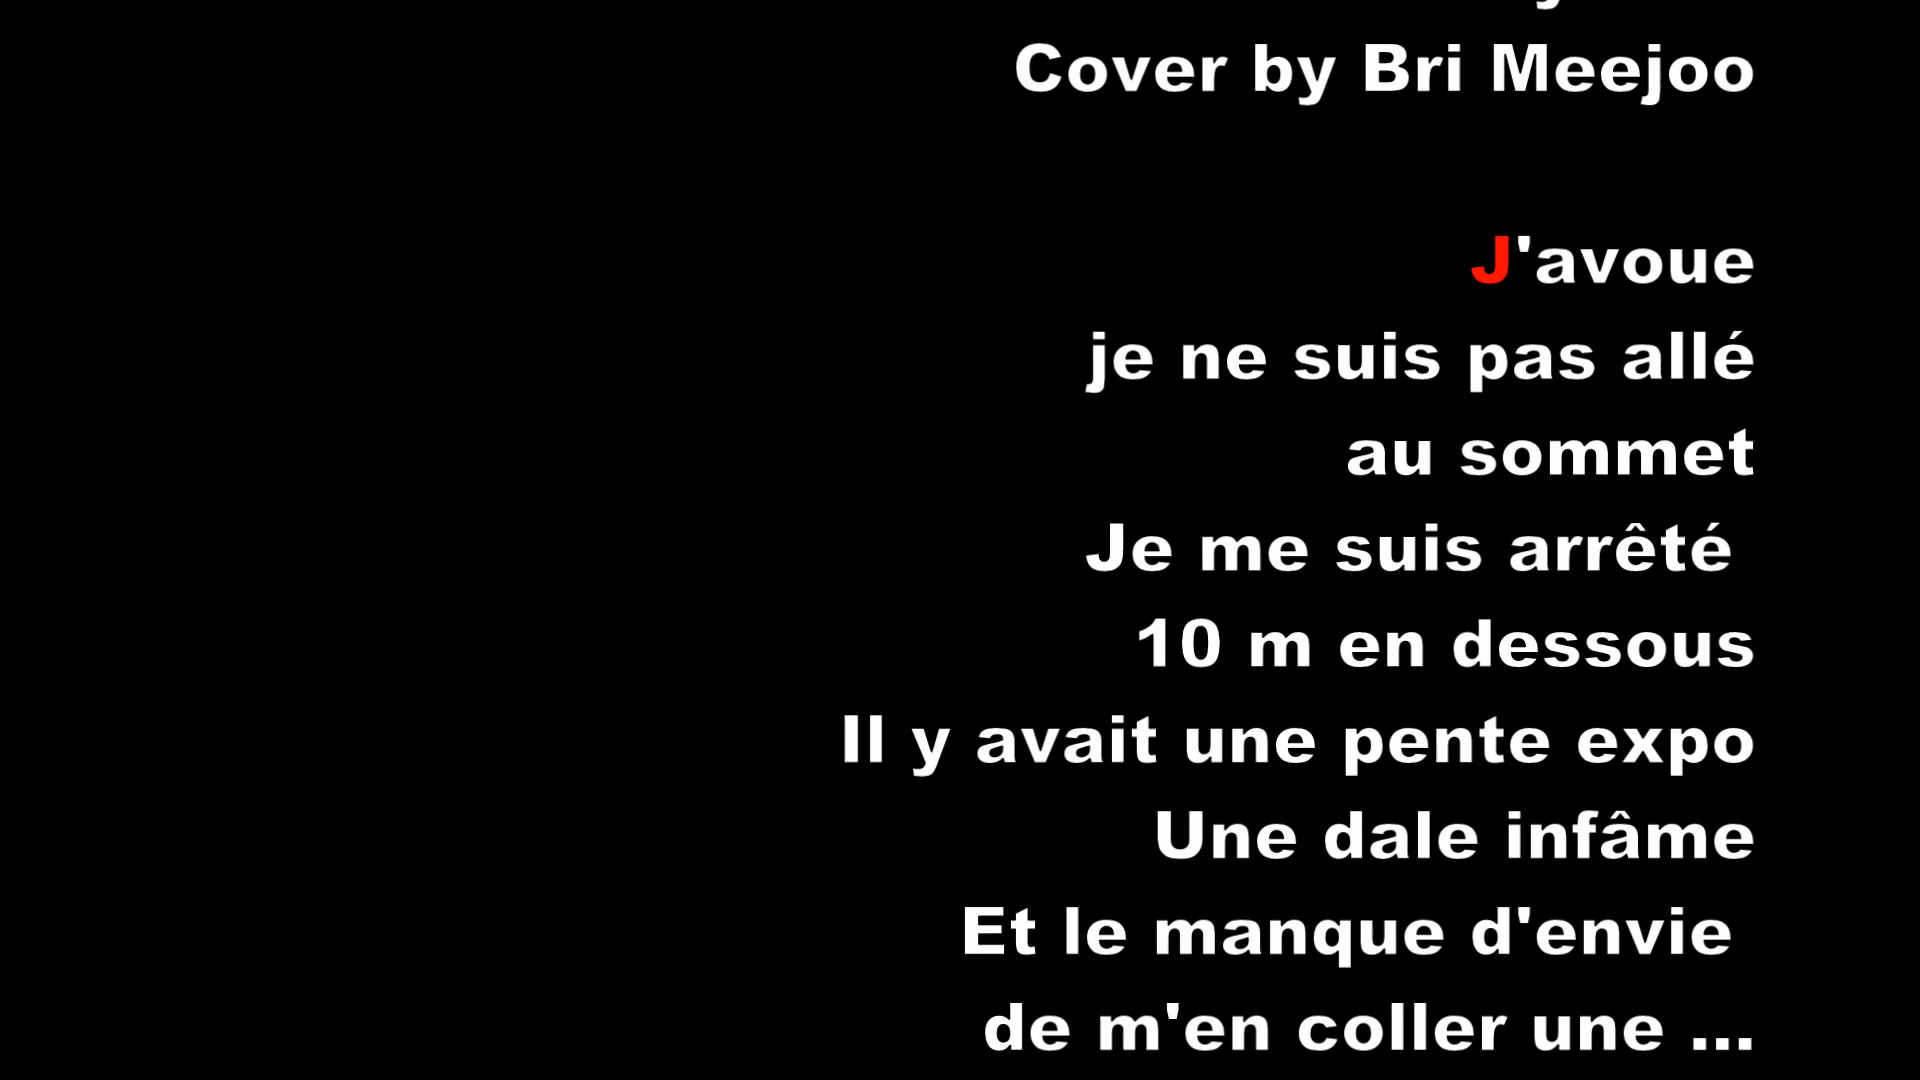 Cover by Bri Meejoo
J'avoue
je ne suis pas allé
au sommet
Je me suis arrêté
10 m en dessous
Il y avait une pente expo
Une dale infâme
Et le manque d'envie
de m'en coller une ...